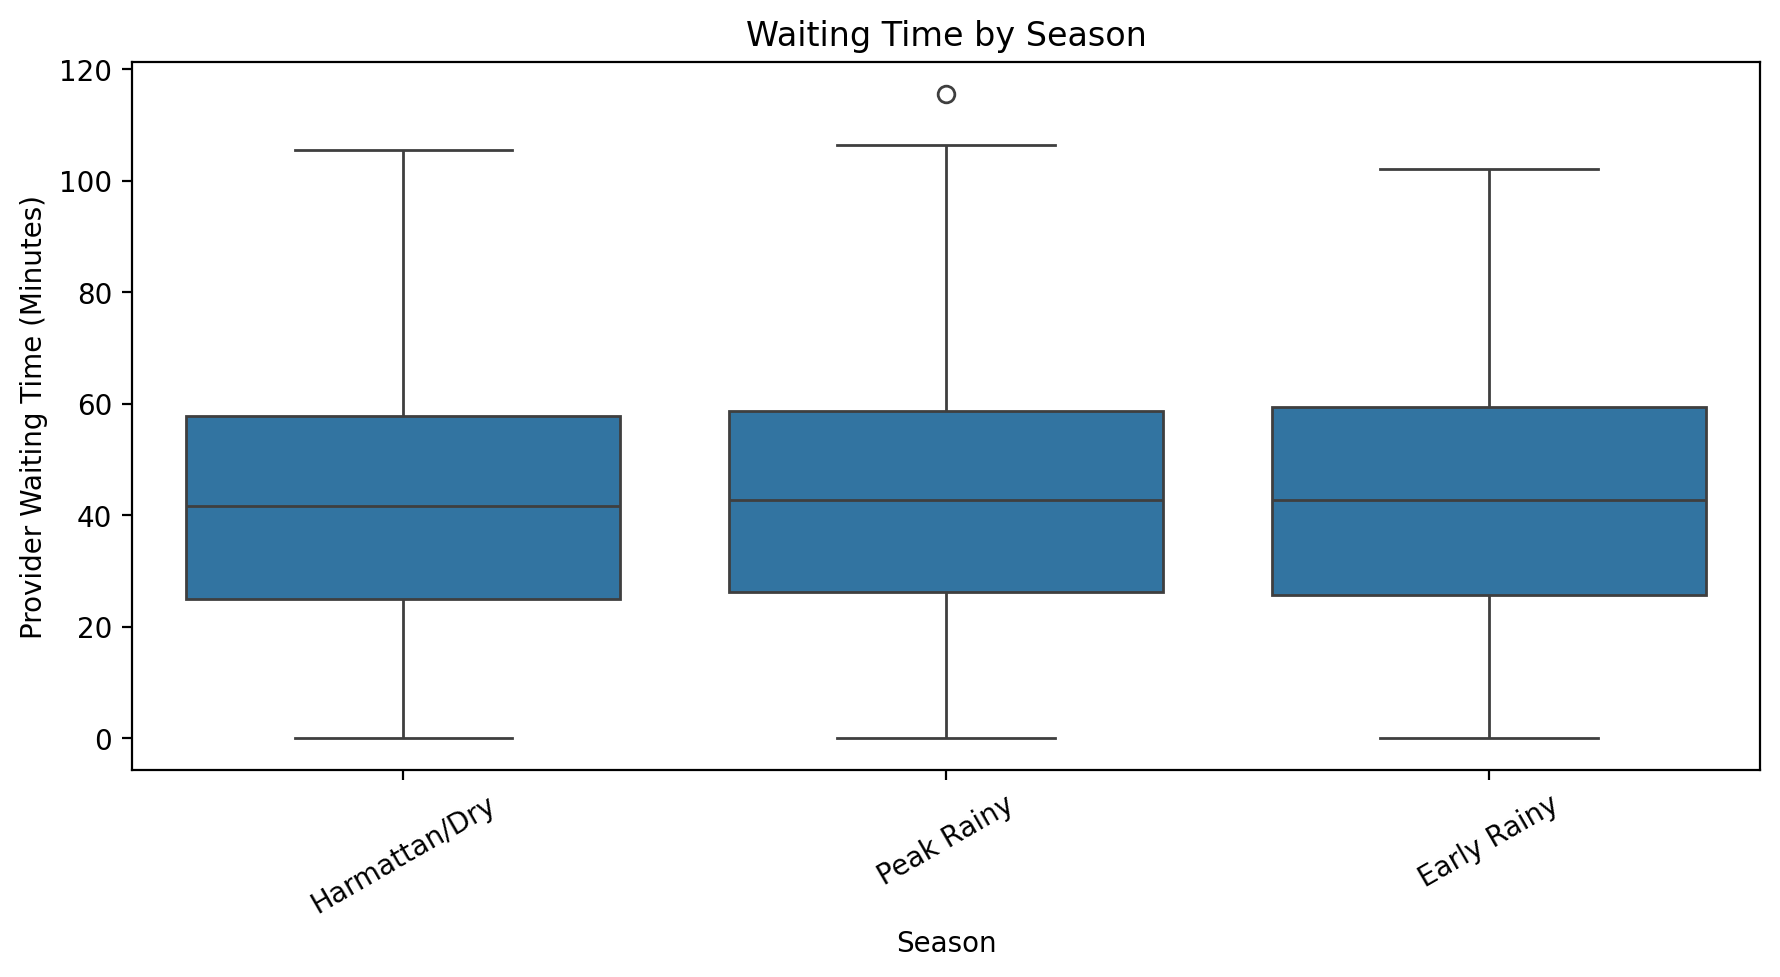 Waiting Time by Season
Provider Waiting Time (Minutes)
120
100
80
60
40
20
0
Harmattan/Dry
Peak Rainy
Early Rainy
Season